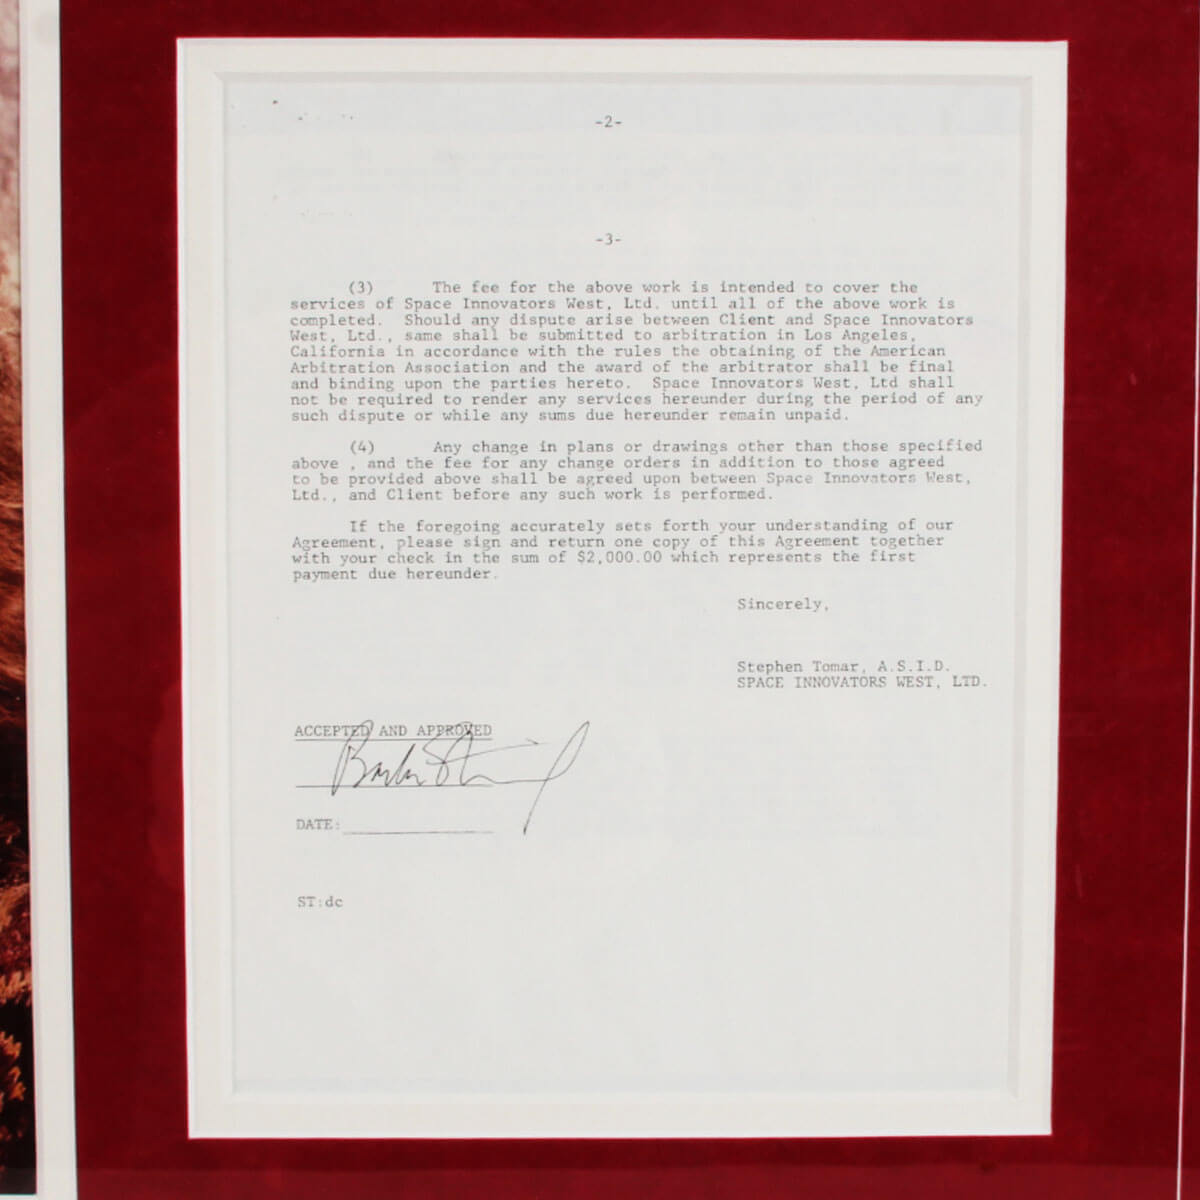 -2-
-3-
(3) The fee for the above work is intended to cover the
services of Space Innovators West, Ltd. until all of the above work is
completed. Should any dispute arise between Client and Space Innovators
West, Ltd., same shall be submitted to arbitration in Los Angeles,
California in accordance with the rules the obtaining of the American
Arbitration Association and the award of the arbitrator shall be final
and binding upon the parties hereto. Space Innovators West, Ltd shall
not be required to render any services hereunder during the period of any
such dispute or while any sums due hereunder remain unpaid.
(4) Any change in plans or drawings other than those specified
above , and the fee for any change orders in addition to those agreed
to be provided above shall be agreed upon between Space Innovators West,
Ltd., and Client before any such work is performed.
If the foregoing accurately sets forth your understanding of our
Agreement, please sign and return one copy of this Agreement together
with your check in the sum of $2,000.00 which represents the first
payment due hereunder.
Sincerely,
Stephen Tomar, A.S.I.D.
SPACE INNOVATORS WEST, LTD.
ACCEPTED AND APPROVED
DATE:
ST:dc